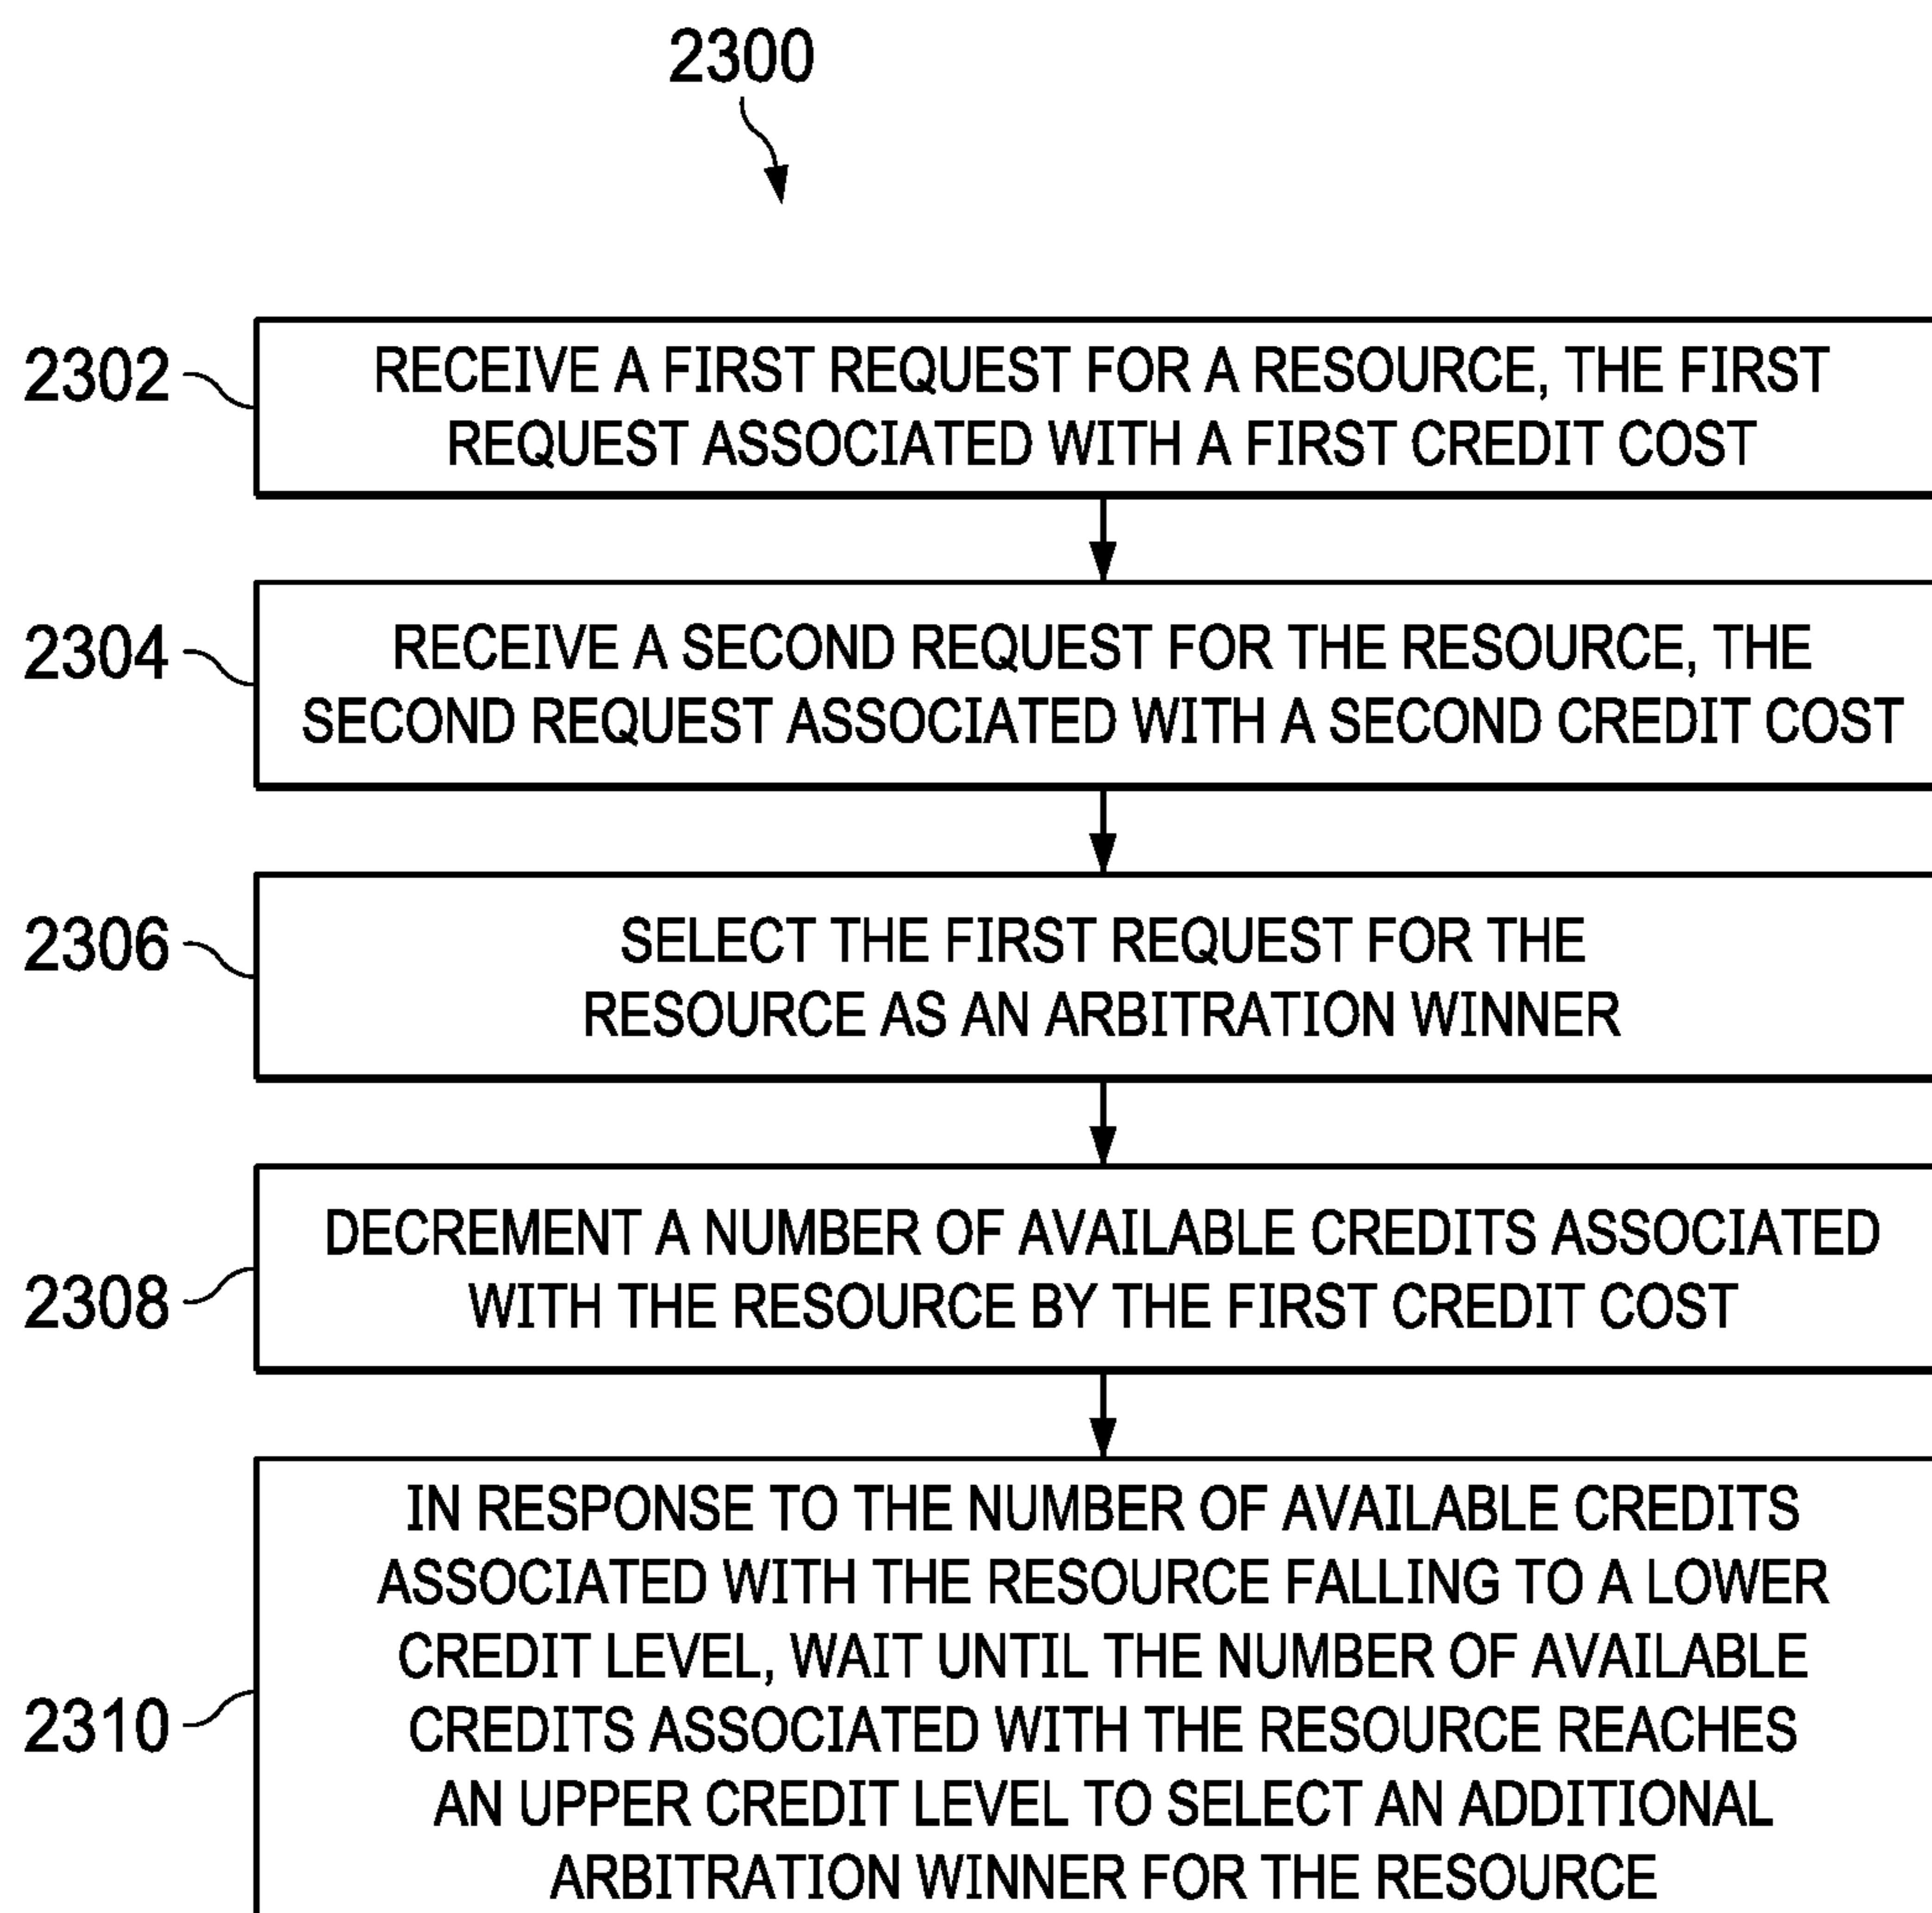 2300
2302
RECEIVE A FIRST REQUEST FOR A RESOURCE, THE FIRST
REQUEST ASSOCIATED WITH A FIRST CREDIT COST
2304
RECEIVE A SECOND REQUEST FOR THE RESOURCE, THE
SECOND REQUEST ASSOCIATED WITH A SECOND CREDIT COST
2306
SELECT THE FIRST REQUEST FOR THE
RESOURCE AS AN ARBITRATION WINNER
2308
DECREMENT A NUMBER OF AVAILABLE CREDITS ASSOCIATED
WITH THE RESOURCE BY THE FIRST CREDIT COST
2310
IN RESPONSE TO THE NUMBER OF AVAILABLE CREDITS
ASSOCIATED WITH THE RESOURCE FALLING TO A LOWER
CREDIT LEVEL, WAIT UNTIL THE NUMBER OF AVAILABLE
CREDITS ASSOCIATED WITH THE RESOURCE REACHES
AN UPPER CREDIT LEVEL TO SELECT AN ADDITIONAL
ARBITRATION WINNER FOR THE RESOURCE